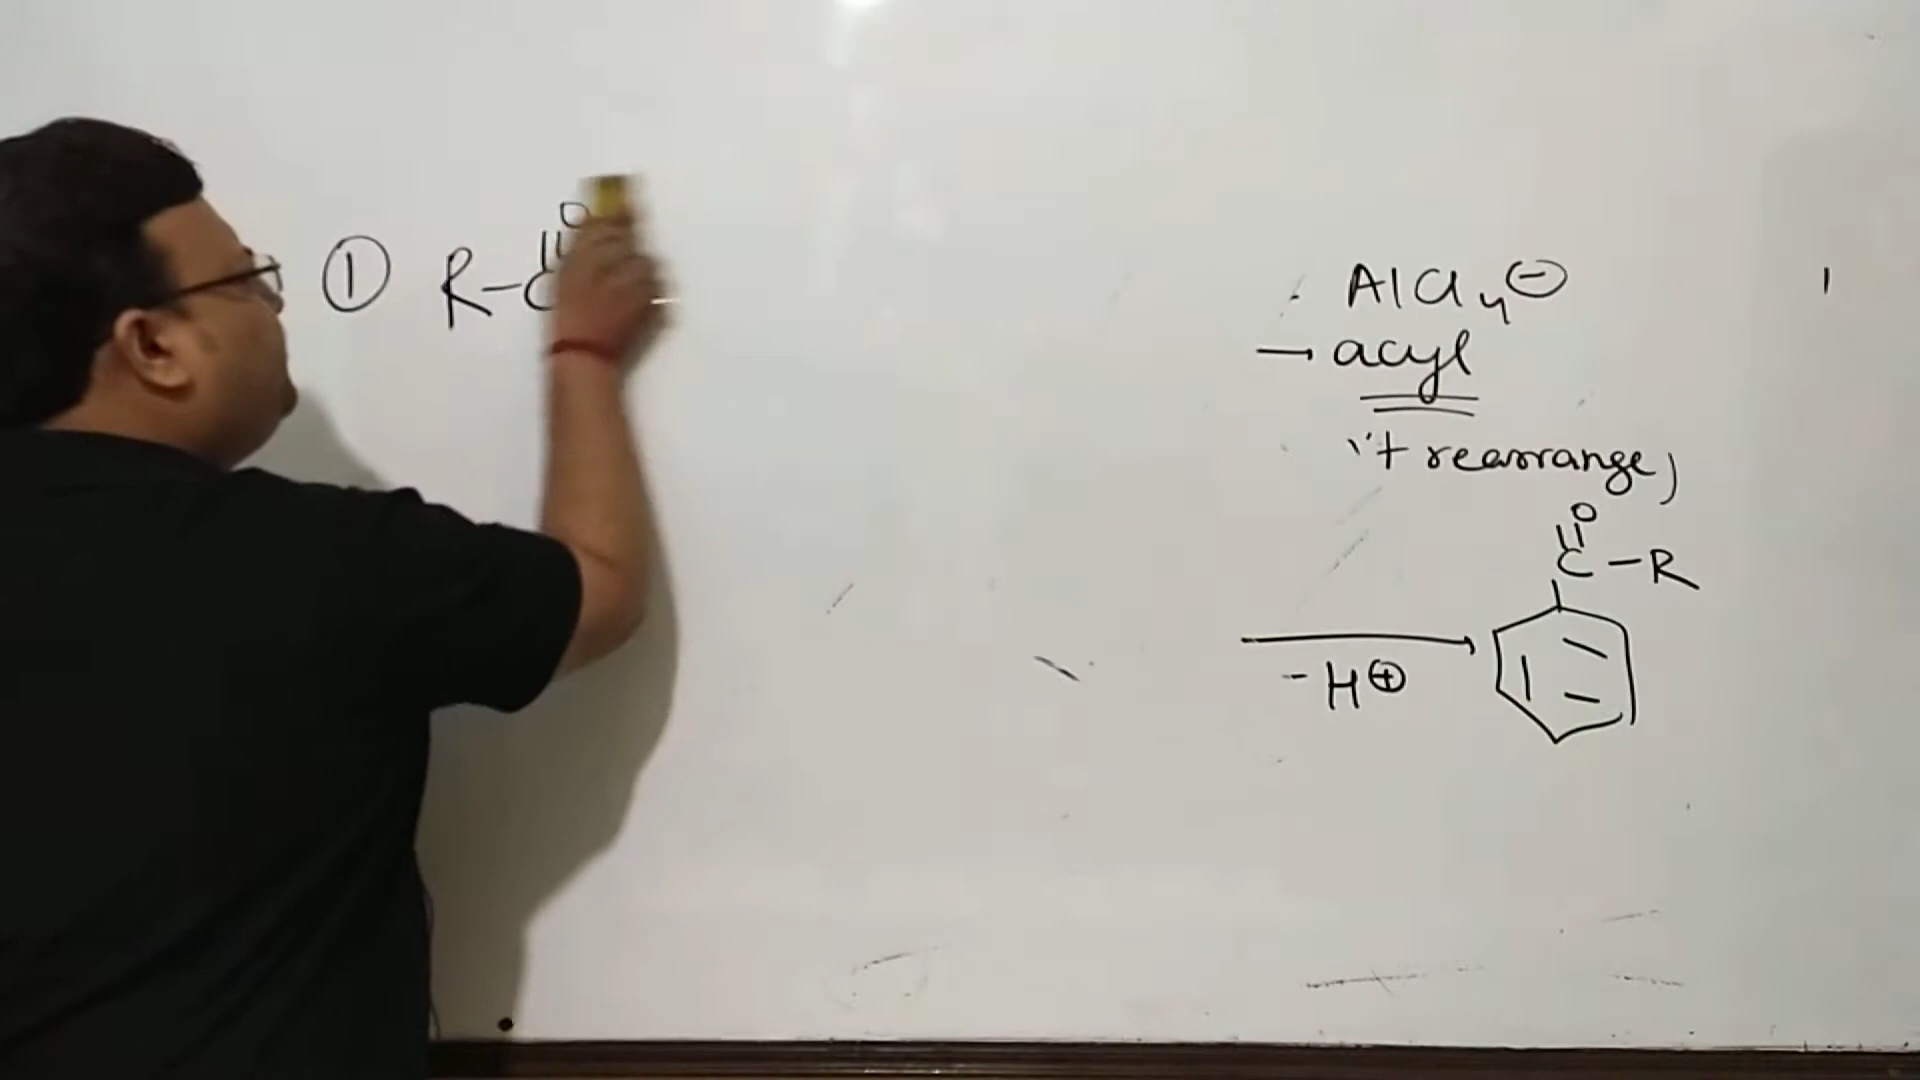 ① R-C=O
AlCl4⊖
→ acyl
't rearrange)
O
C-R
-H⊕